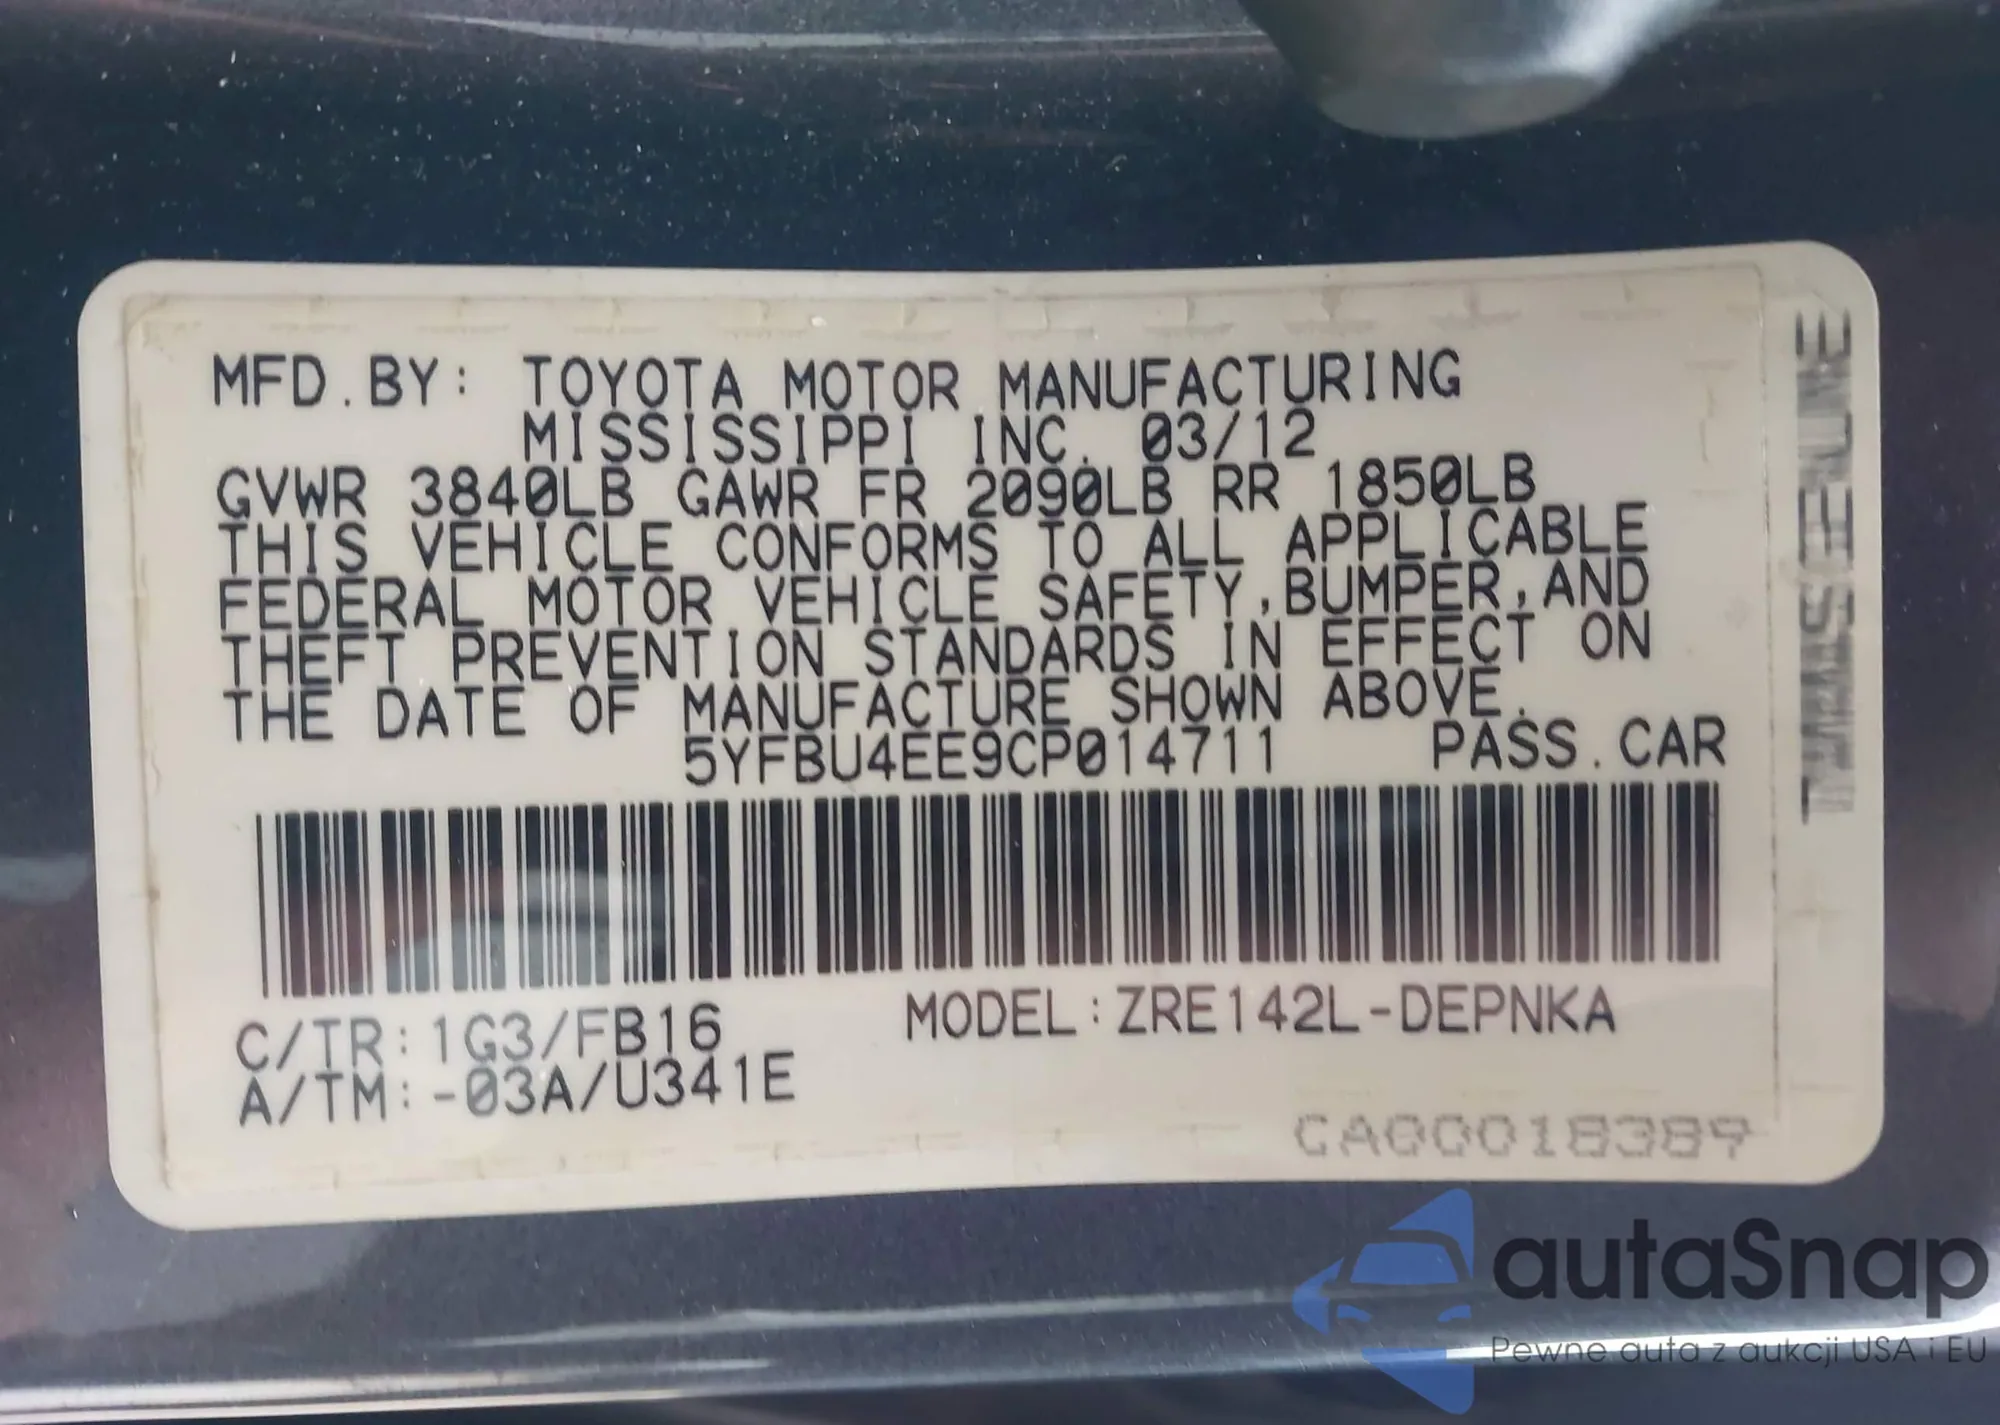 MFD.BY: TOYOTA MOTOR MANUFACTURING
MISSISSIPPI INC. 03/12
GVWR 3840LB GAWR FR 2090LB RR 1850LB
THIS VEHICLE CONFORMS TO ALL APPLICABLE
FEDERAL MOTOR VEHICLE SAFETY,BUMPER,AND
THEFT PREVENTION STANDARDS IN EFFECT ON
THE DATE OF MANUFACTURE SHOWN ABOVE.
5YFBU4EE9CP014711 PASS.CAR
C/TR:1G3/FB16 MODEL:ZRE142L-DEPNKA
A/TM:-03A/U341E
CA00018389
autaSnap
Pewne auta z aukcji USA i EU